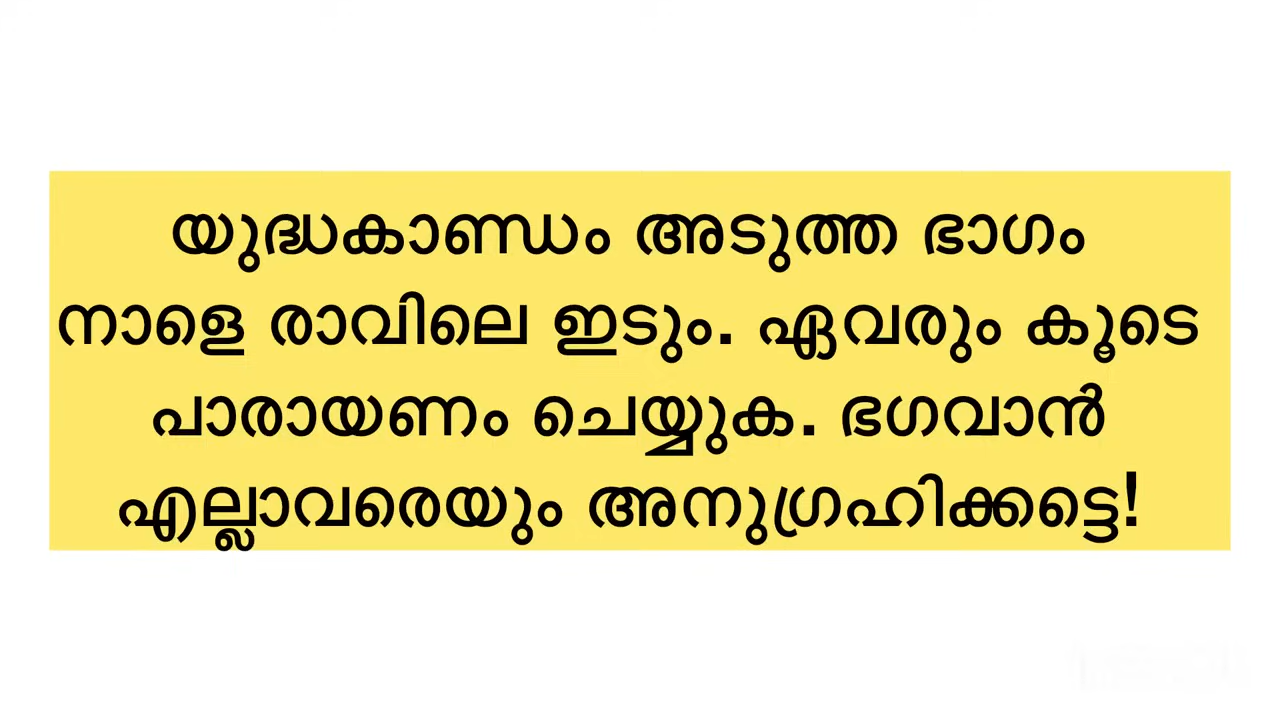 യുദ്ധകാണ്ഡം അടുത്ത ഭാഗം
നാളെ രാവിലെ ഇടും. ഏവരും കൂടെ
പാരായണം ചെയ്യുക. ഭഗവാൻ
എല്ലാവരെയും അനുഗ്രഹിക്കട്ടെ!